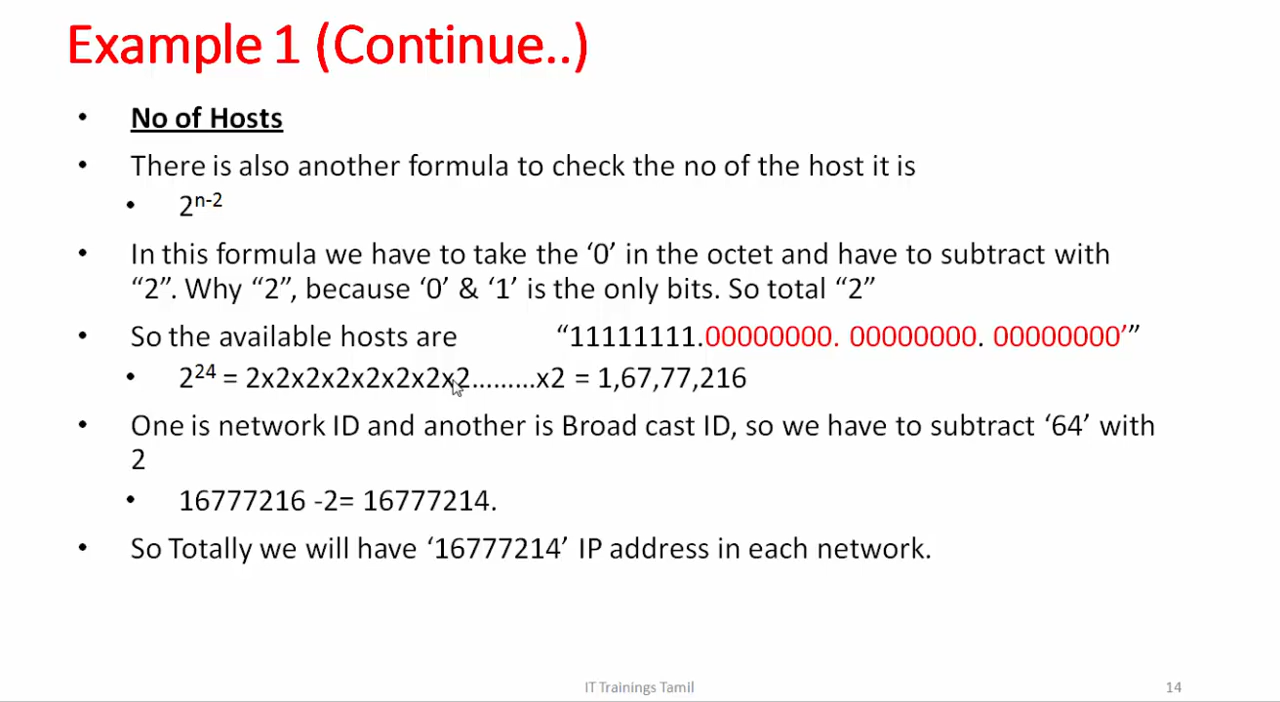 Example 1 (Continue..)
• No of Hosts
• There is also another formula to check the no of the host it is
• 2ⁿ⁻²
• In this formula we have to take the ‘0’ in the octet and have to subtract with
“2”. Why “2”, because ‘0’ & ‘1’ is the only bits. So total “2”
• So the available hosts are “11111111.00000000. 00000000. 00000000’”
• 2²⁴ = 2x2x2x2x2x2x2x2.........x2 = 1,67,77,216
• One is network ID and another is Broad cast ID, so we have to subtract ‘64’ with
2
• 16777216 -2= 16777214.
• So Totally we will have ‘16777214’ IP address in each network.
IT Trainings Tamil 14